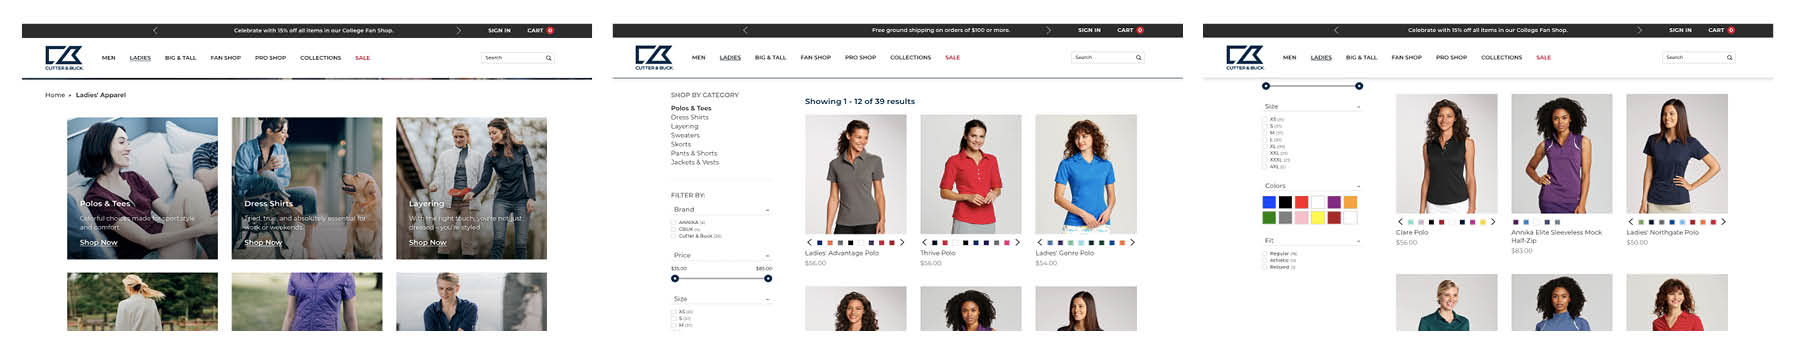 Celebrate with 15% off all items in our College Fan Shop.
SIGN IN
CART 0
CUTTER & BUCK
MEN
LADIES
BIG & TALL
FAN SHOP
PRO SHOP
COLLECTIONS
SALE
Search
Home » Ladies' Apparel
Polos & Tees
Colorful choices made for sport style
and comfort.
Shop Now
Dress Shirts
Tried, true, and absolutely essential for
work or weekends.
Shop Now
Layering
With the right touch, you're not just
dressed – you're styled
Shop Now
Free ground shipping on orders of $100 or more.
SIGN IN
CART 0
CUTTER & BUCK
MEN
LADIES
BIG & TALL
FAN SHOP
PRO SHOP
COLLECTIONS
SALE
Search
SHOP BY CATEGORY
Polos & Tees
Dress Shirts
Layering
Sweaters
Skorts
Pants & Shorts
Jackets & Vests
FILTER BY:
Brand
ANNIKA
CBUK
Cutter & Buck
Price
$35.00
$85.00
Size
XS
S
M
Showing 1 - 12 of 39 results
Ladies' Advantage Polo
$56.00
Thrive Polo
$56.00
Ladies' Genre Polo
$54.00
Celebrate with 15% off all items in our College Fan Shop.
SIGN IN
CART 0
CUTTER & BUCK
MEN
LADIES
BIG & TALL
FAN SHOP
PRO SHOP
COLLECTIONS
SALE
Search
Size
XS
S
M
L
XL
XXL
XXXL
4XL
Colors
Fit
Regular
Athletic
Relaxed
Clare Polo
$56.00
Annika Elite Sleeveless Mock
Half-Zip
$83.00
Ladies' Northgate Polo
$50.00